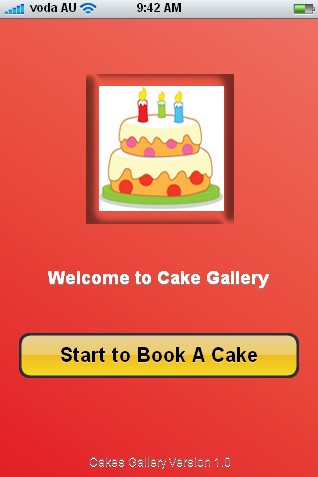 voda AU 9:42 AM
Welcome to Cake Gallery
Start to Book A Cake
Cakes Gallery Version 1.0